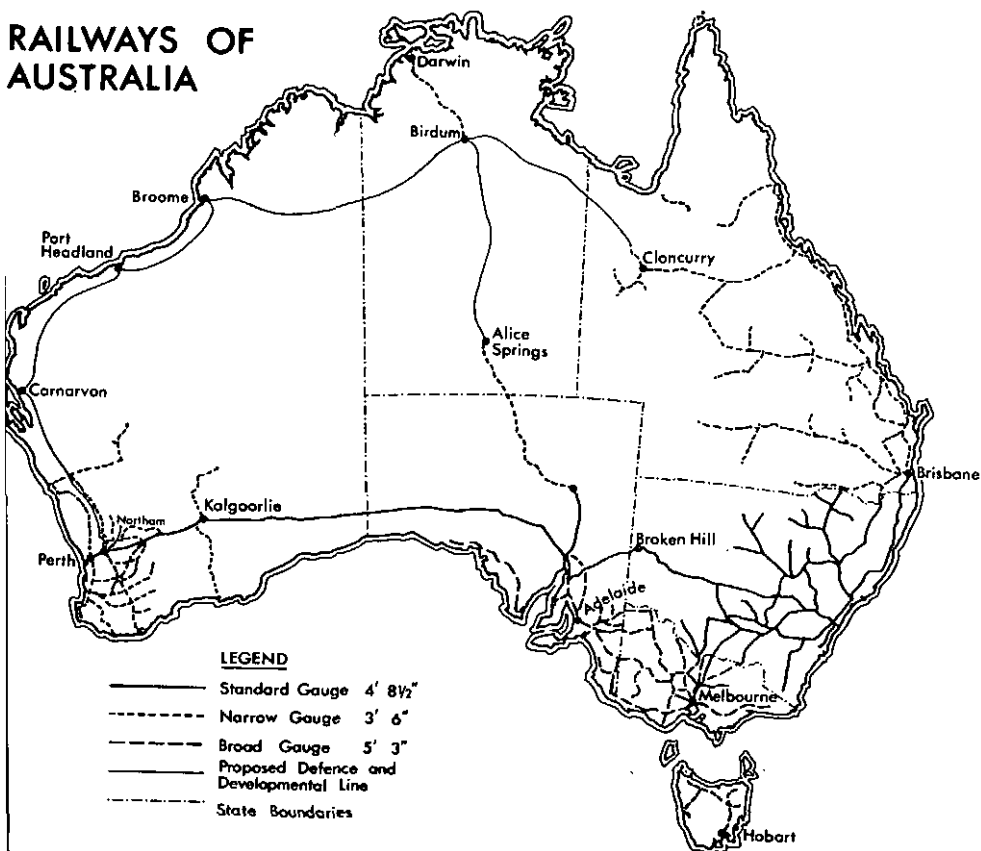 RAILWAYS OF
AUSTRALIA
Darwin
Birdum
Broome
Port
Headland
Cloncurry
Alice
Springs
Carnarvon
Brisbane
Kalgoorlie
Northam
Broken Hill
Perth
Adelaide
Melbourne
LEGEND
Standard Gauge 4' 8½"
Narrow Gauge 3' 6"
Broad Gauge 5' 3"
Proposed Defence and
Developmental Line
State Boundaries
Hobart